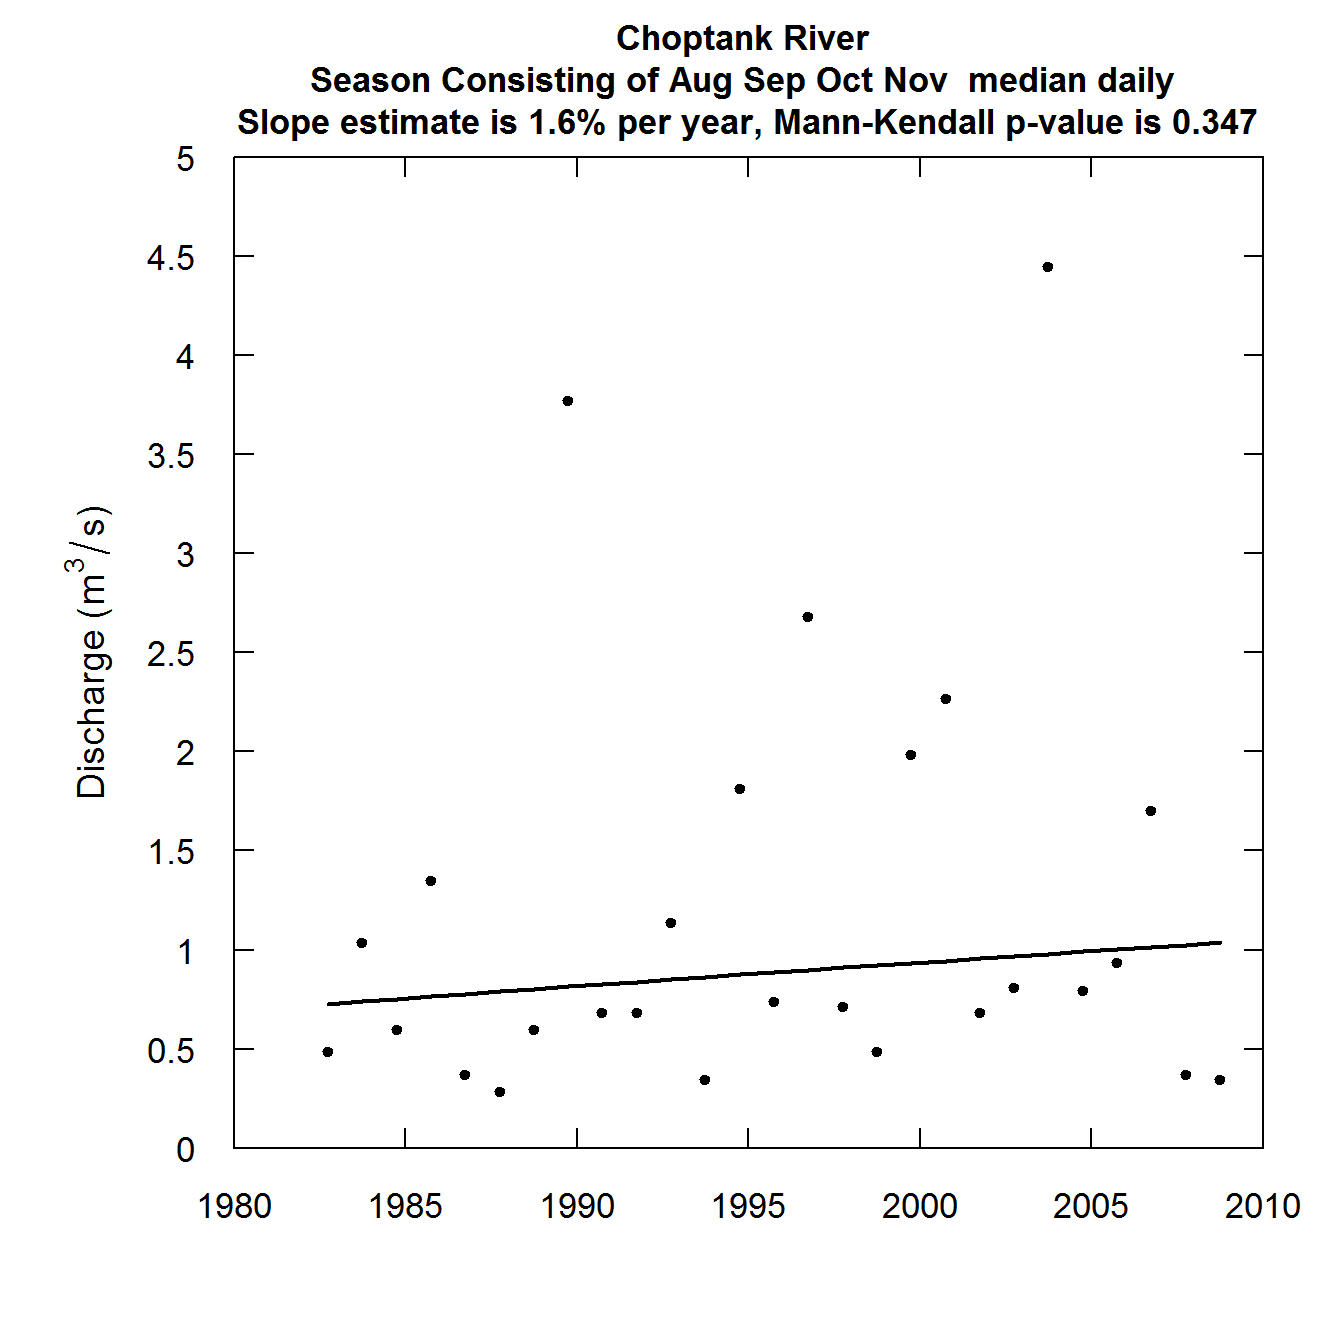 Choptank River
Season Consisting of Aug Sep Oct Nov  median daily
Slope estimate is 1.6% per year, Mann-Kendall p-value is 0.347
5
4.5
4
3.5
3
2.5
2
1.5
1
0.5
0
Discharge (m³/s)
1980 1985 1990 1995 2000 2005 2010